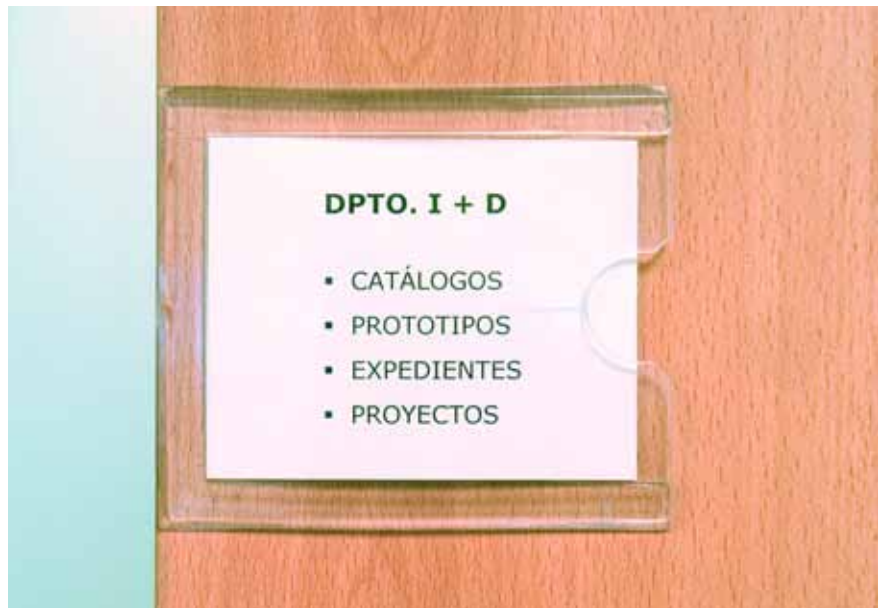 DPTO. I + D
▪ CATÁLOGOS
▪ PROTOTIPOS
▪ EXPEDIENTES
▪ PROYECTOS